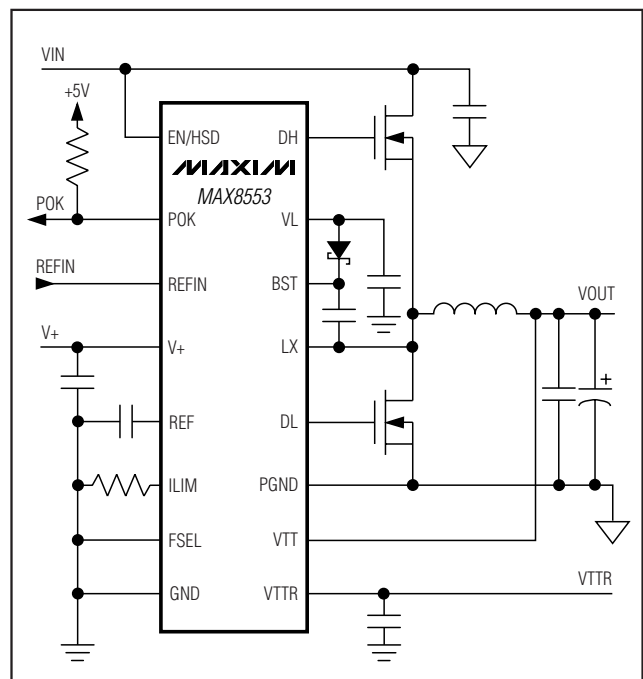 VIN
+5V
EN/HSD
DH
MAXIM
MAX8553
POK
POK
VL
REFIN
REFIN
BST
VOUT
V+
V+
LX
+
REF
DL
ILIM
PGND
FSEL
VTT
GND
VTTR
VTTR